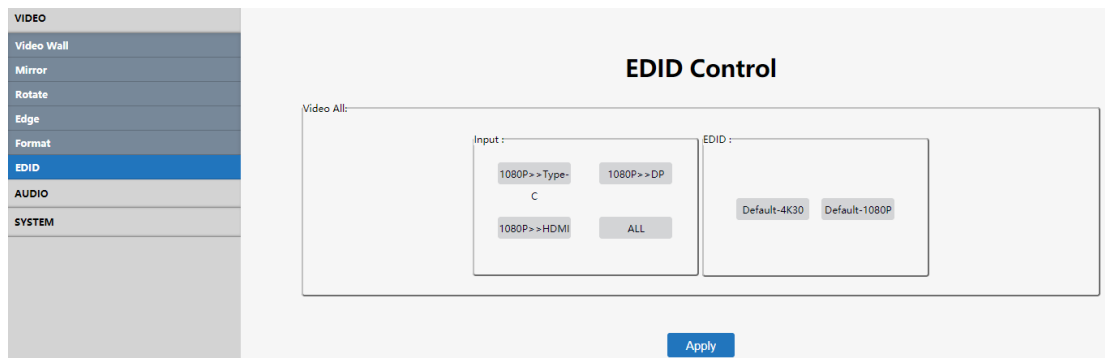 VIDEO
Video Wall
Mirror
Rotate
Edge
Format
EDID
AUDIO
SYSTEM
EDID Control
Video All:
Input :
1080P>>Type-
C
1080P>>DP
1080P>>HDMI
ALL
EDID :
Default-4K30
Default-1080P
Apply